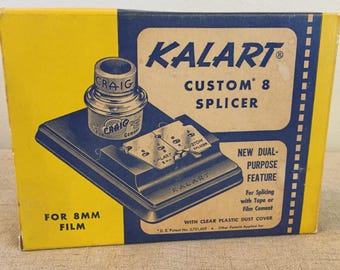 KALART®
CUSTOM 8
SPLICER
CRAIG
CRAIG
KALART
NEW DUAL-
PURPOSE
FEATURE
For Splicing
with Tape or
Film Cement
WITH CLEAR PLASTIC DUST COVER
FOR 8MM
FILM